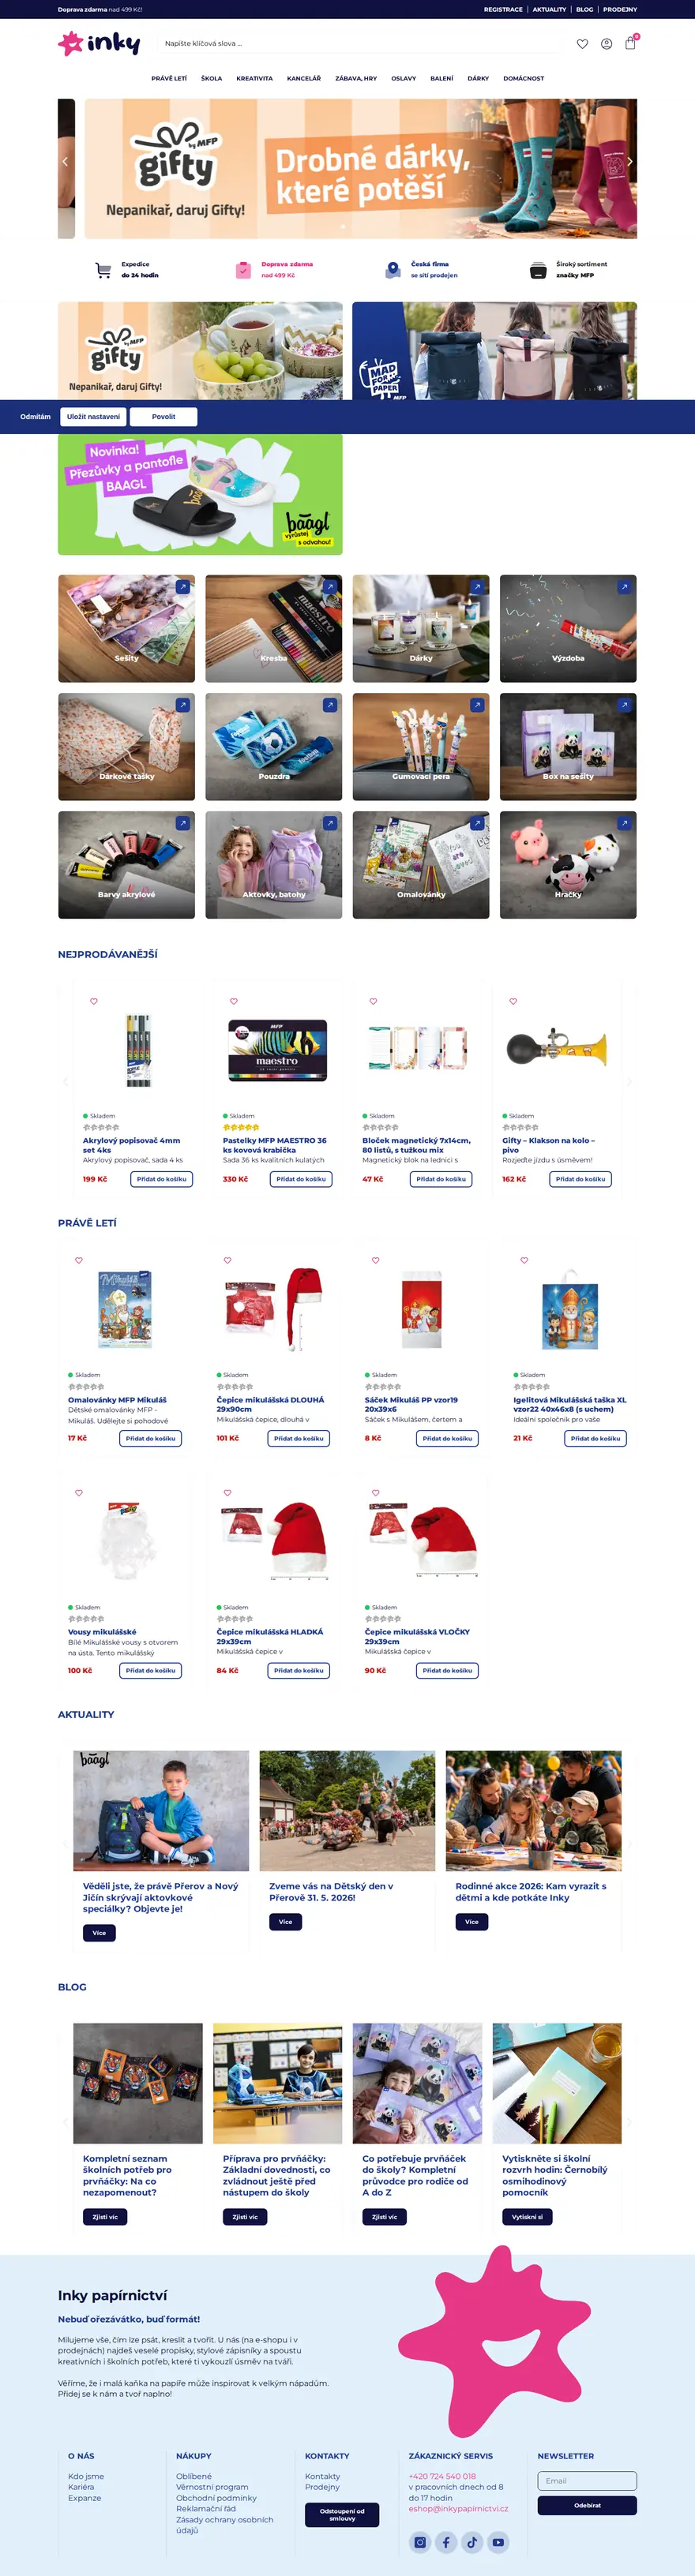 Doprava zdarma nad 499 Kč!
REGISTRACE
AKTUALITY
BLOG
PRODEJNY
inky
Napište klíčová slova ...
0
PRÁVĚ LETÍ
ŠKOLA
KREATIVITA
KANCELÁŘ
ZÁBAVA, HRY
OSLAVY
BALENÍ
DÁRKY
DOMÁCNOST
by MFP
gifty
Nepanikař, daruj Gifty!
Drobné dárky,
které potěší
Expedice
do 24 hodin
Doprava zdarma
nad 499 Kč
Česká firma
se sítí prodejen
Široký sortiment
značky MFP
by MFP
gifty
Nepanikař, daruj Gifty!
MAD
FOR
PAPER
MFP
Odmítám
Uložit nastavení
Povolit
Novinka!
Přezůvky a pantofle
BAAGL
baagl
vyrůstej
s odvahou!
Sešity
Kresba
Dárky
Výzdoba
Dárkové tašky
Pouzdra
Gumovací pera
Box na sešity
Barvy akrylové
Aktovky, batohy
Omalovánky
Hračky
NEJPRODÁVANĚJŠÍ
Skladem
Akrylový popisovač 4mm
set 4ks
Akrylový popisovač, sada 4 ks
199 Kč
Přidat do košíku
MFP
maestro
Skladem
Pastelky MFP MAESTRO 36
ks kovová krabička
Sada 36 ks kvalitních kulatých
330 Kč
Přidat do košíku
Skladem
Bloček magnetický 7x14cm,
80 listů, s tužkou mix
Magnetický blok na lednici s
47 Kč
Přidat do košíku
Skladem
Gifty – Klakson na kolo –
pivo
Rozjeďte jízdu s úsměvem!
162 Kč
Přidat do košíku
PRÁVĚ LETÍ
Mikuláš
Skladem
Omalovánky MFP Mikuláš
Dětské omalovánky MFP -
Mikuláš. Udělejte si pohodové
17 Kč
Přidat do košíku
Skladem
Čepice mikulášská DLOUHÁ
29x90cm
Mikulášská čepice, dlouhá v
101 Kč
Přidat do košíku
Skladem
Sáček Mikuláš PP vzor19
20x39x6
Sáček s Mikulášem, čertem a
8 Kč
Přidat do košíku
Skladem
Igelitová Mikulášská taška XL
vzor22 40x46x8 (s uchem)
Ideální společník pro vaše
21 Kč
Přidat do košíku
Skladem
Vousy mikulášské
Bílé Mikulášské vousy s otvorem
na ústa. Tento mikulášský
100 Kč
Přidat do košíku
Skladem
Čepice mikulášská HLADKÁ
29x39cm
Mikulášská čepice v
84 Kč
Přidat do košíku
Skladem
Čepice mikulášská VLOČKY
29x39cm
Mikulášská čepice v
90 Kč
Přidat do košíku
AKTUALITY
baagl
Věděli jste, že právě Přerov a Nový
Jičín skrývají aktovkové
speciálky? Objevte je!
Více
Zveme vás na Dětský den v
Přerově 31. 5. 2026!
Více
Rodinné akce 2026: Kam vyrazit s
dětmi a kde potkáte Inky
Více
BLOG
Kompletní seznam
školních potřeb pro
prvňáčky: Na co
nezapomenout?
Zjisti víc
Příprava pro prvňáčky:
Základní dovednosti, co
zvládnout ještě před
nástupem do školy
Zjisti víc
Co potřebuje prvňáček
do školy? Kompletní
průvodce pro rodiče od
A do Z
Zjisti víc
Vytiskněte si školní
rozvrh hodin: Černobílý
osmihodinový
pomocník
Vytiskni si
Inky papírnictví
Nebuď ořezávátko, buď formát!
Milujeme vše, čím lze psát, kreslit a tvořit. U nás (na e-shopu i v
prodejnách) najdeš veselé propisky, stylové zápisníky a spoustu
kreativních i školních potřeb, které ti vykouzlí úsměv na tváři.
Věříme, že i malá kaňka na papíře může inspirovat k velkým nápadům.
Přidej se k nám a tvoř naplno!
O NÁS
Kdo jsme
Kariéra
Expanze
NÁKUPY
Oblíbené
Věrnostní program
Obchodní podmínky
Reklamační řád
Zásady ochrany osobních
údajů
KONTAKTY
Kontakty
Prodejny
Odstoupení od
smlouvy
ZÁKAZNICKÝ SERVIS
+420 724 540 018
v pracovních dnech od 8
do 17 hodin
eshop@inkypapirnictvi.cz
NEWSLETTER
Email
Odebírat